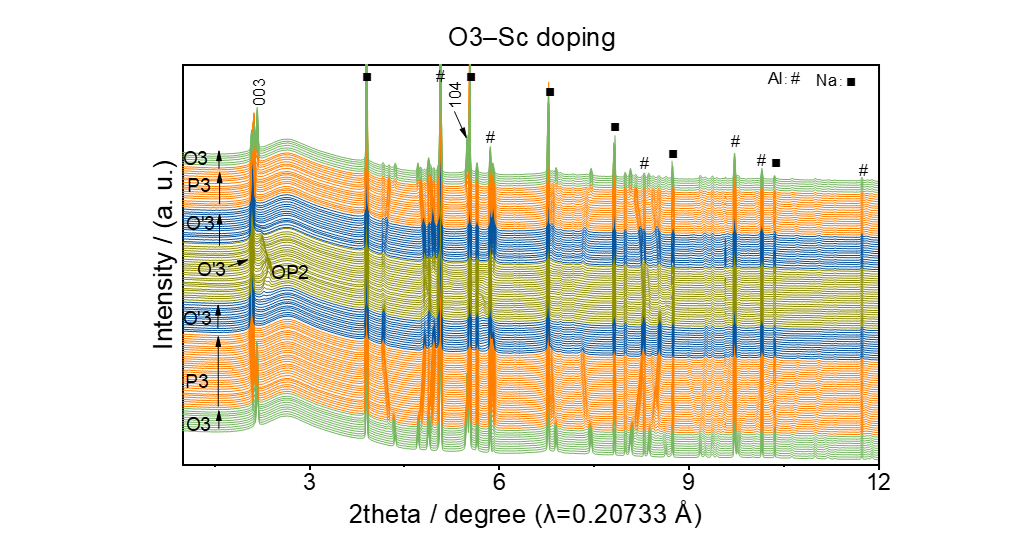 O3–Sc doping
Al: # Na: ■
003
■
#
104
■
#
■
■
#
■
#
#
■
#
O3
P3
O'3
O'3
OP2
O'3
P3
O3
Intensity / (a. u.)
3 6 9 12
2theta / degree (λ=0.20733 Å)